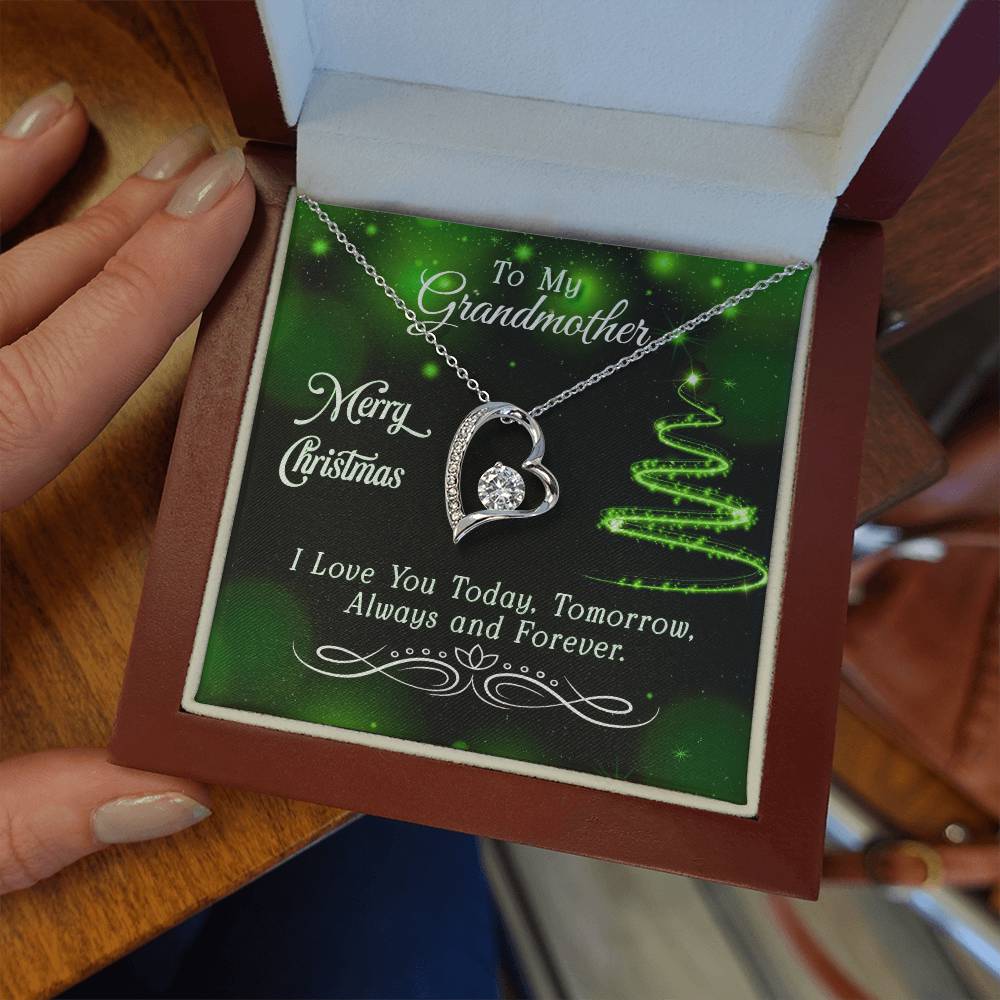 To My
Grandmother
Merry
Christmas
I Love You Today, Tomorrow,
Always and Forever.